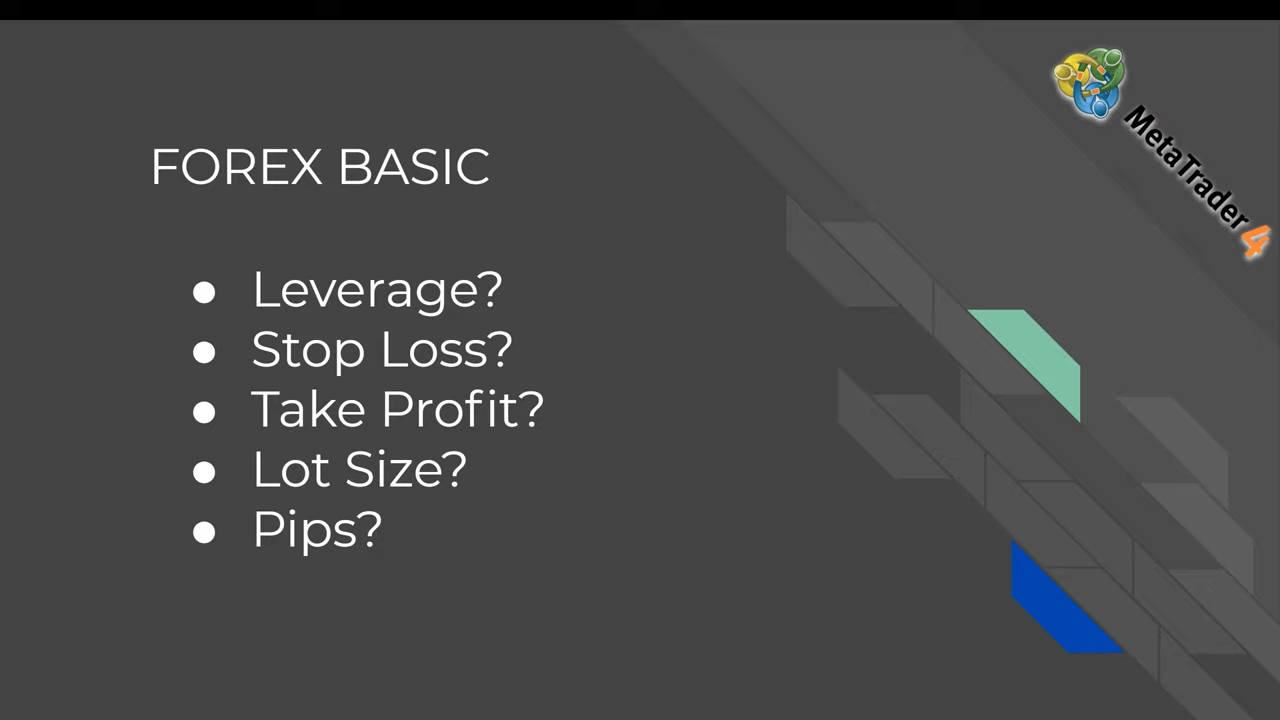 FOREX BASIC
● Leverage?
● Stop Loss?
● Take Profit?
● Lot Size?
● Pips?
MetaTrader 4